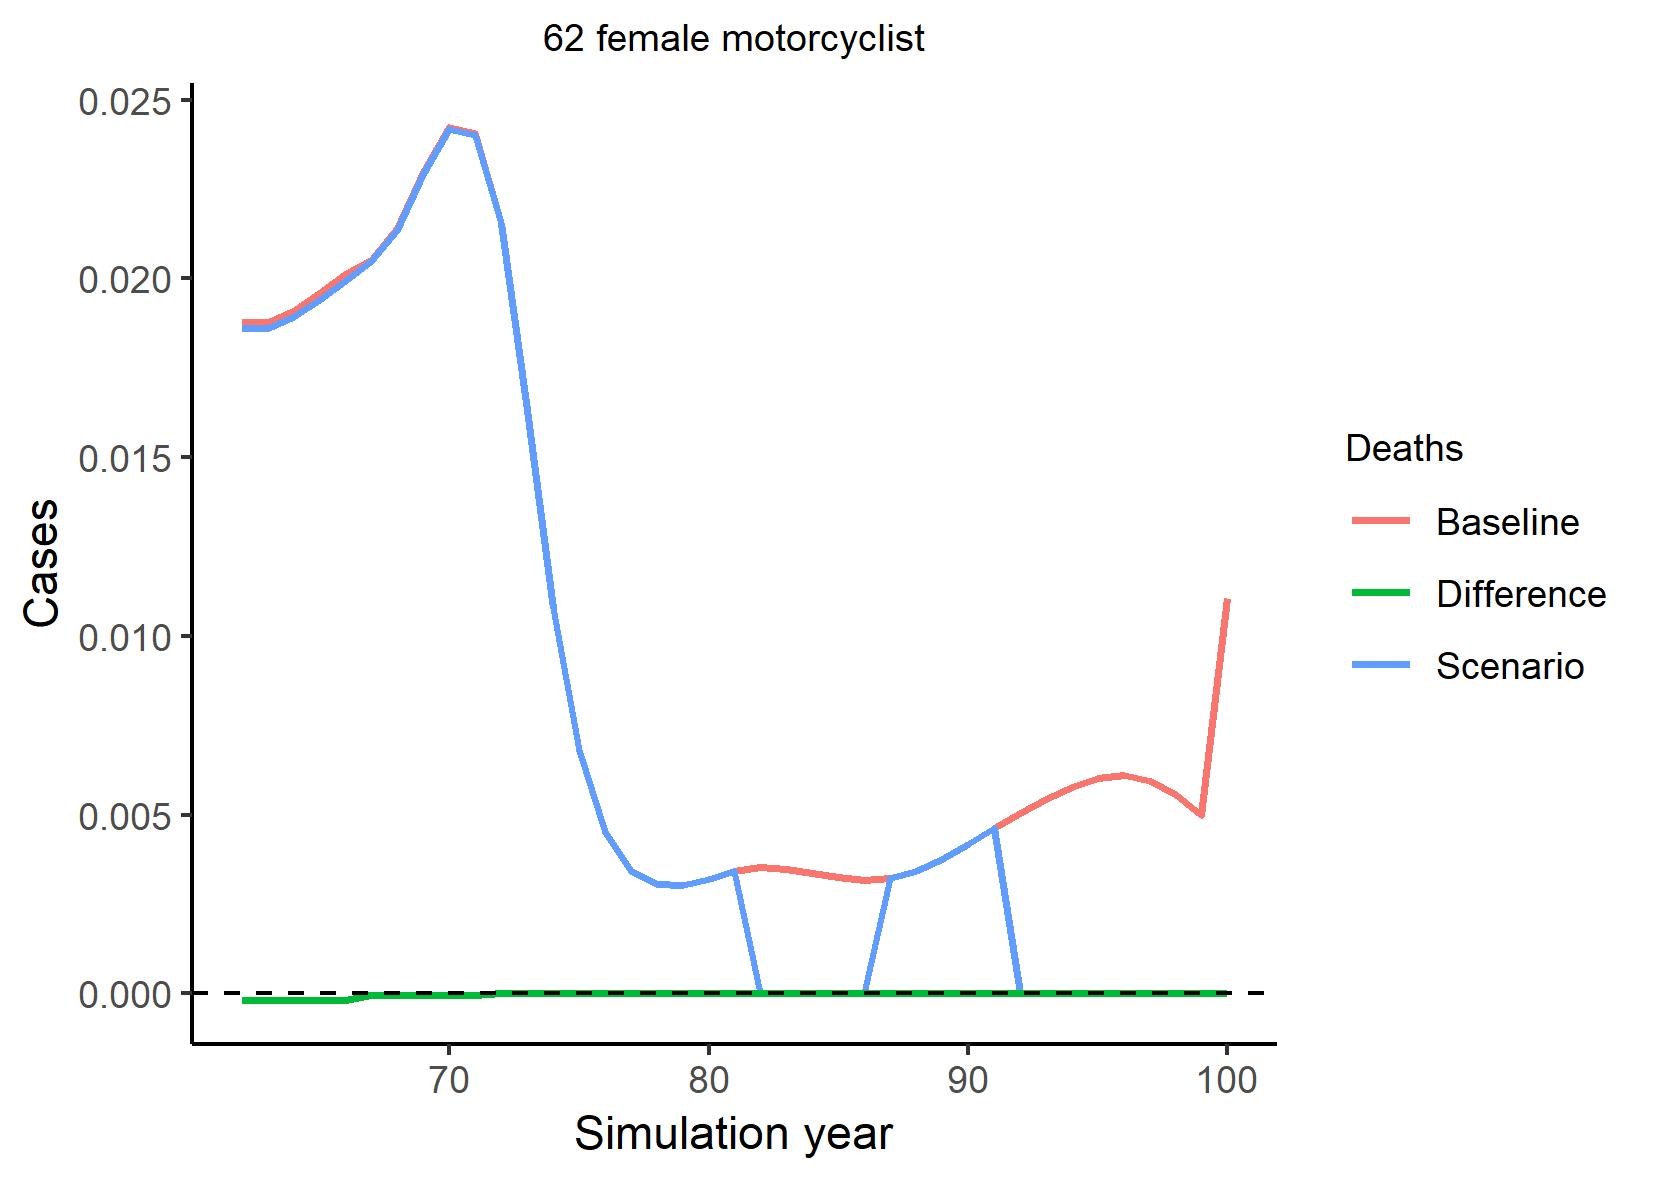 62 female motorcyclist
0.025
0.020
0.015
0.010
0.005
0.000
Cases
70 80 90 100
Simulation year
Deaths
Baseline
Difference
Scenario